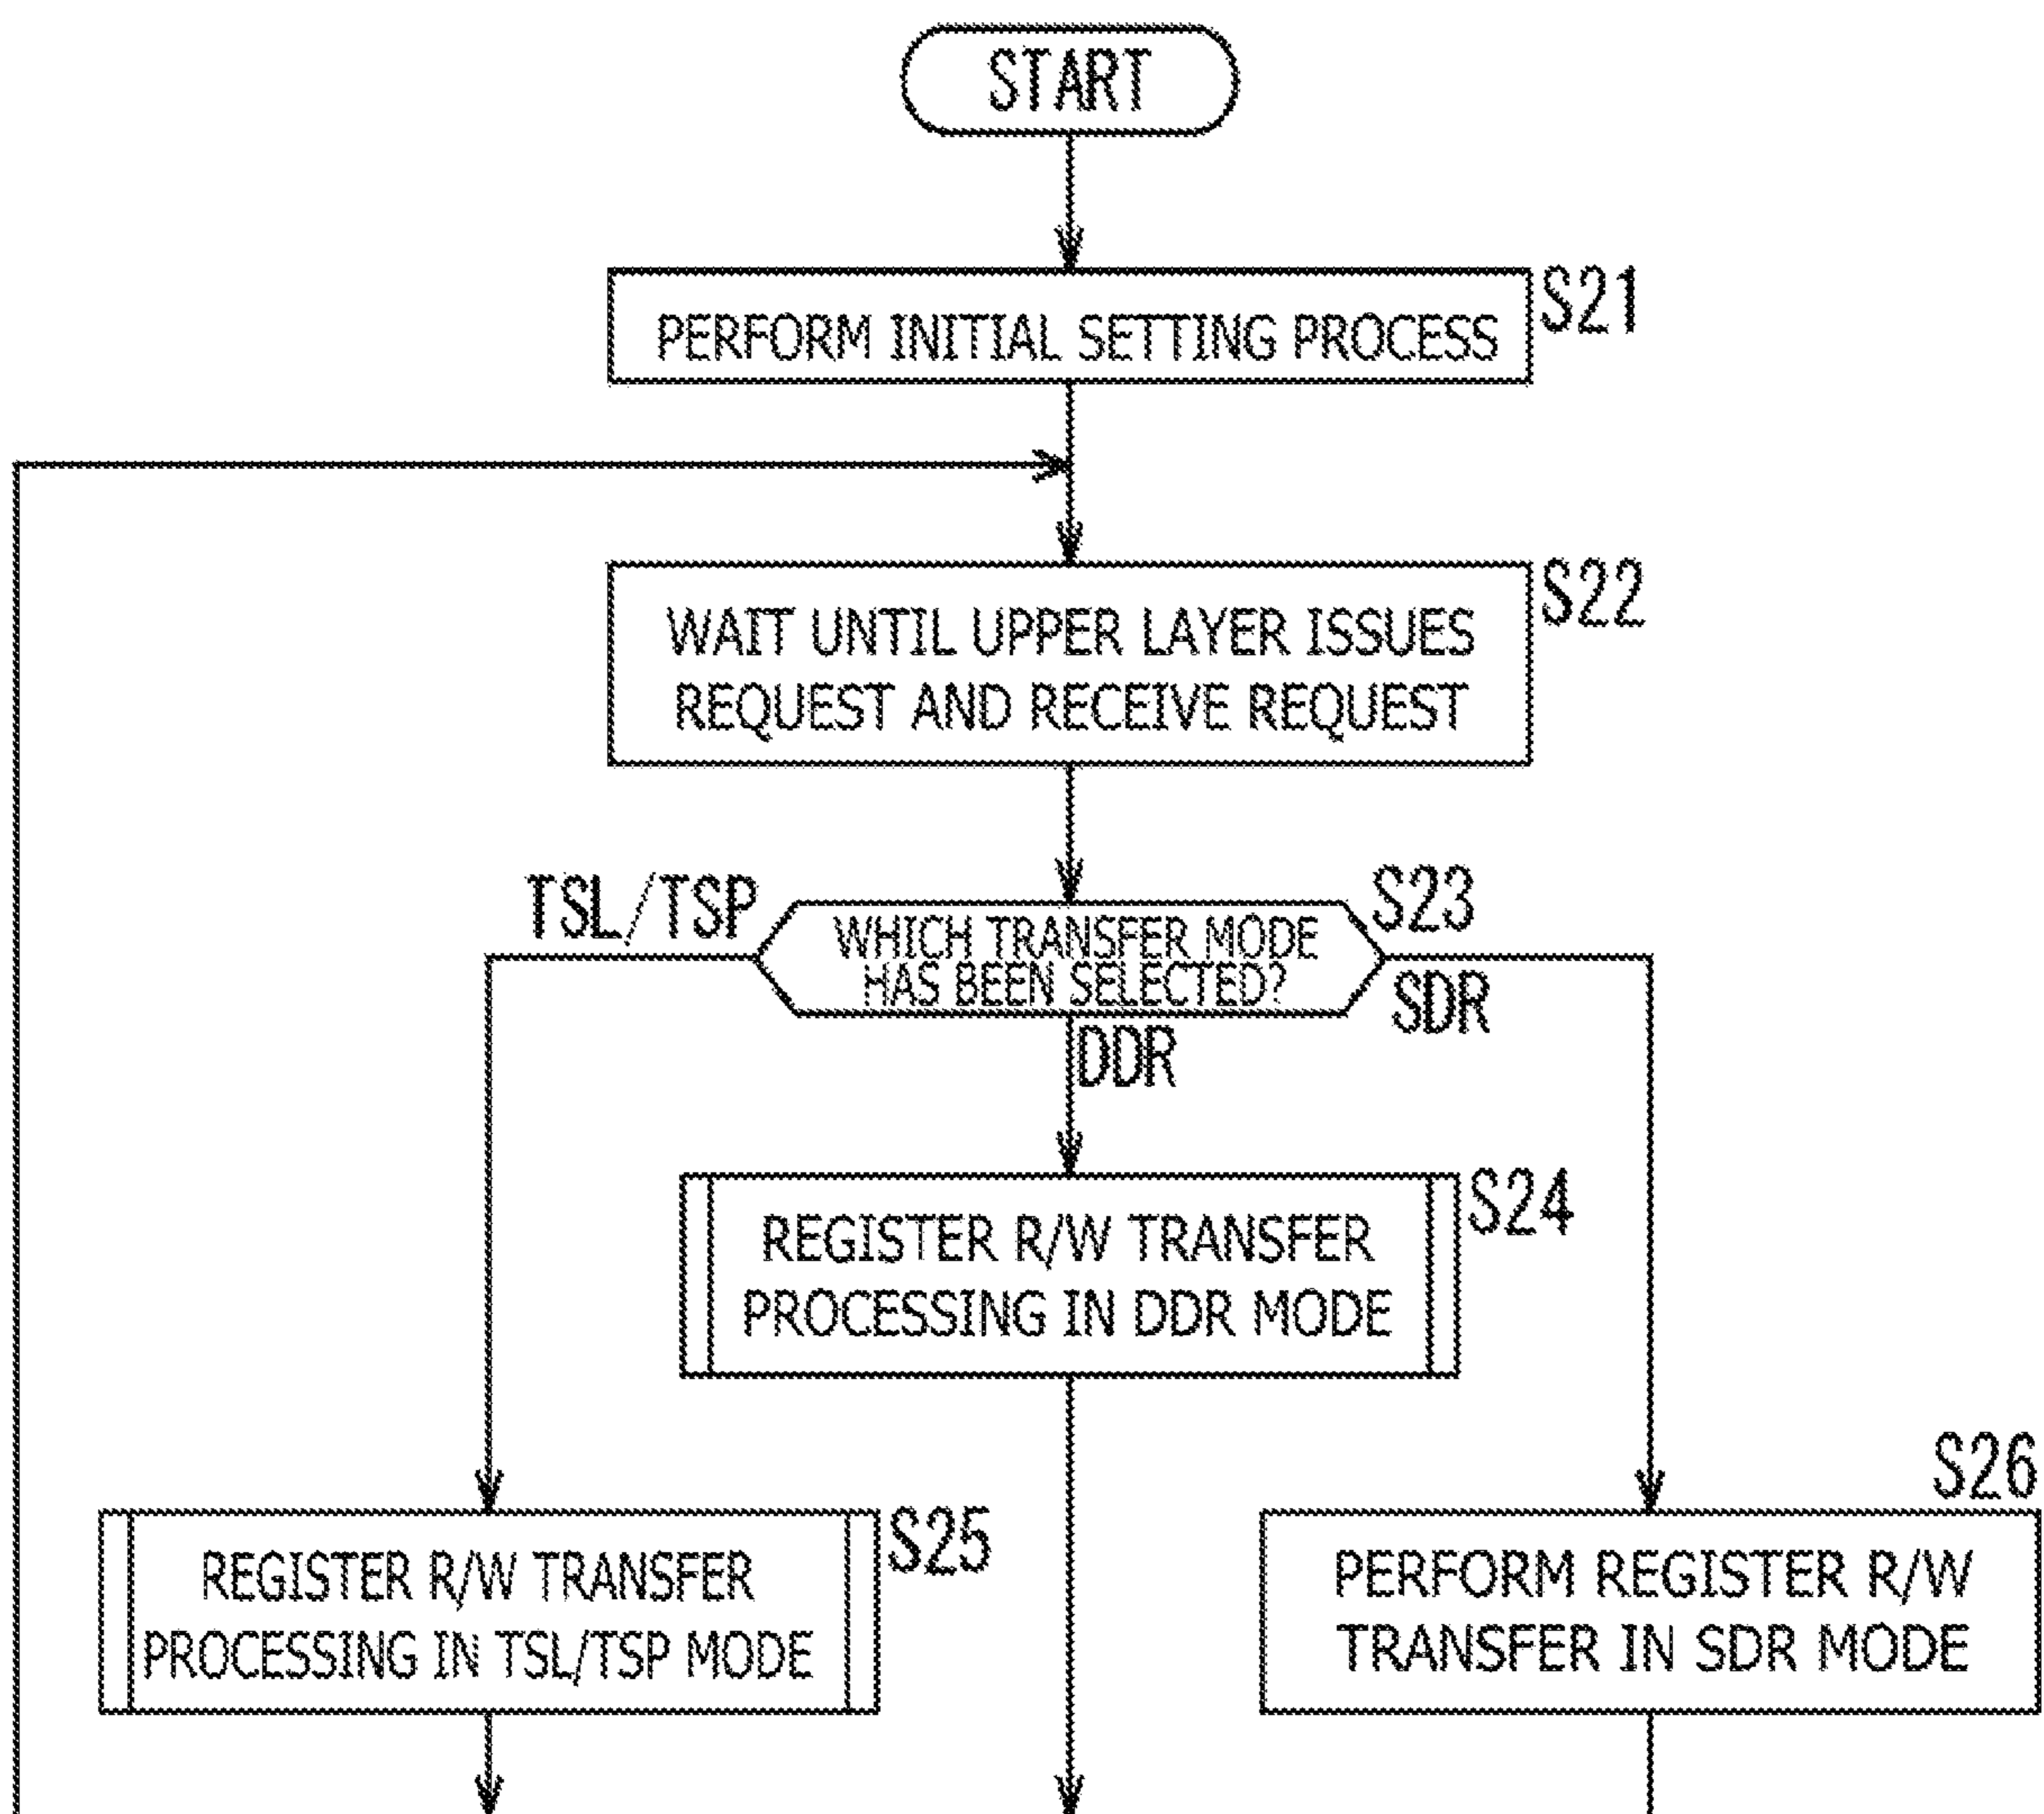 START
S21
PERFORM INITIAL SETTING PROCESS
S22
WAIT UNTIL UPPER LAYER ISSUES
REQUEST AND RECEIVE REQUEST
TSL/TSP
S23
WHICH TRANSFER MODE
HAS BEEN SELECTED?
SDR
DDR
S24
REGISTER R/W TRANSFER
PROCESSING IN DDR MODE
S25
REGISTER R/W TRANSFER
PROCESSING IN TSL/TSP MODE
S26
PERFORM REGISTER R/W
TRANSFER IN SDR MODE